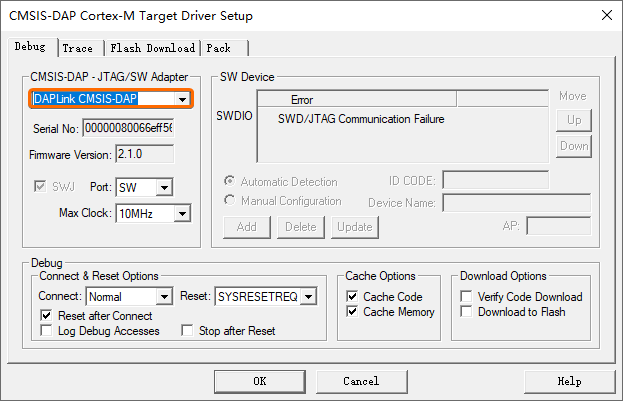 CMSIS-DAP Cortex-M Target Driver Setup
Debug Trace Flash Download Pack
CMSIS-DAP - JTAG/SW Adapter
DAPLink CMSIS-DAP
Serial No: 00000080066eff56
Firmware Version: 2.1.0
SWJ Port: SW
Max Clock: 10MHz
SW Device
Error
SWDIO SWD/JTAG Communication Failure
Move
Up
Down
Automatic Detection ID CODE:
Manual Configuration Device Name:
Add Delete Update AP:
Debug
Connect & Reset Options
Connect: Normal Reset: SYSRESETREQ
Reset after Connect
Log Debug Accesses Stop after Reset
Cache Options
Cache Code
Cache Memory
Download Options
Verify Code Download
Download to Flash
OK Cancel Help